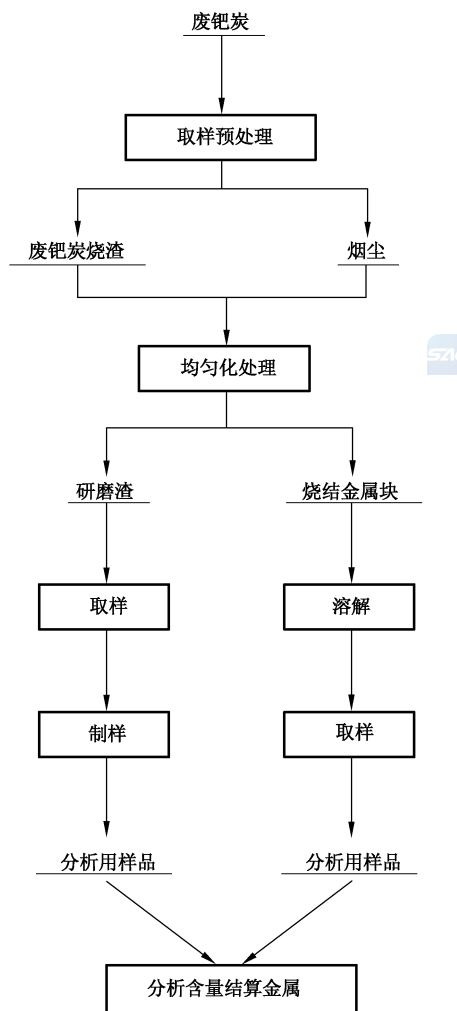 废钯炭
取样预处理
废钯炭烧渣
烟尘
均匀化处理
研磨渣
烧结金属块
取样
溶解
制样
取样
分析用样品
分析用样品
分析含量结算金属